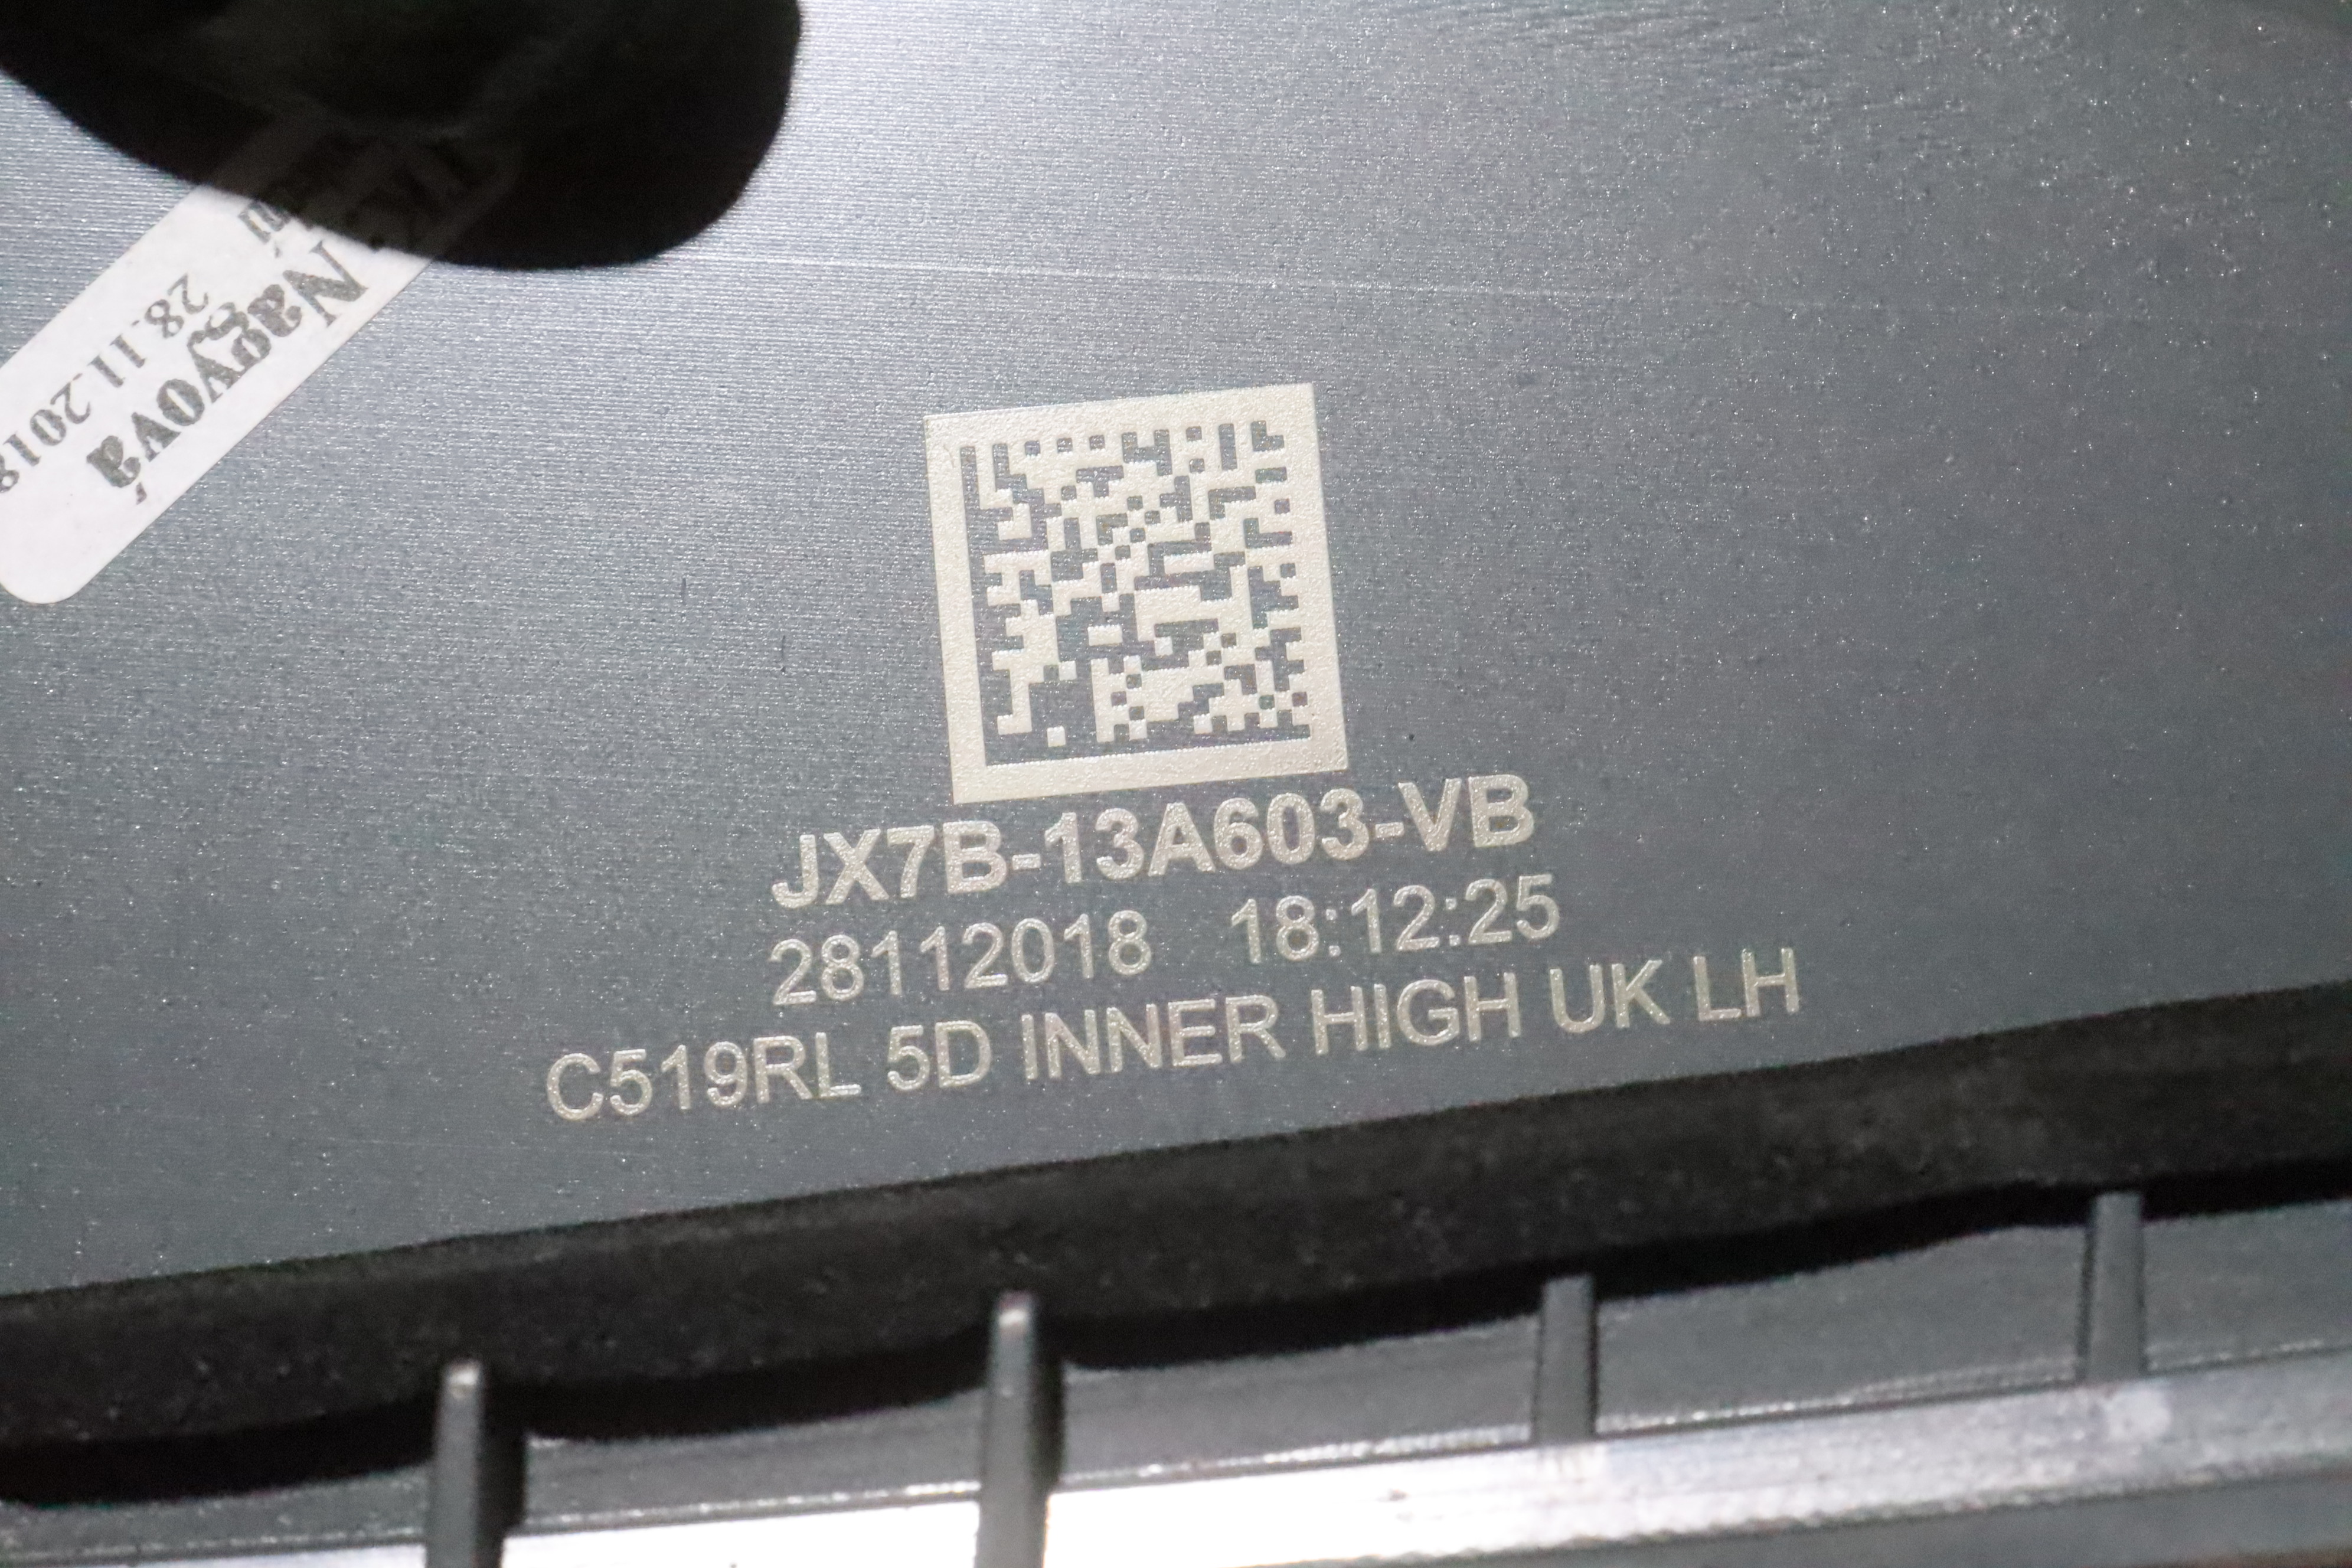 Nagyová
28.11.2018
JX7B-13A603-VB
28112018 18:12:25
C519RL 5D INNER HIGH UK LH